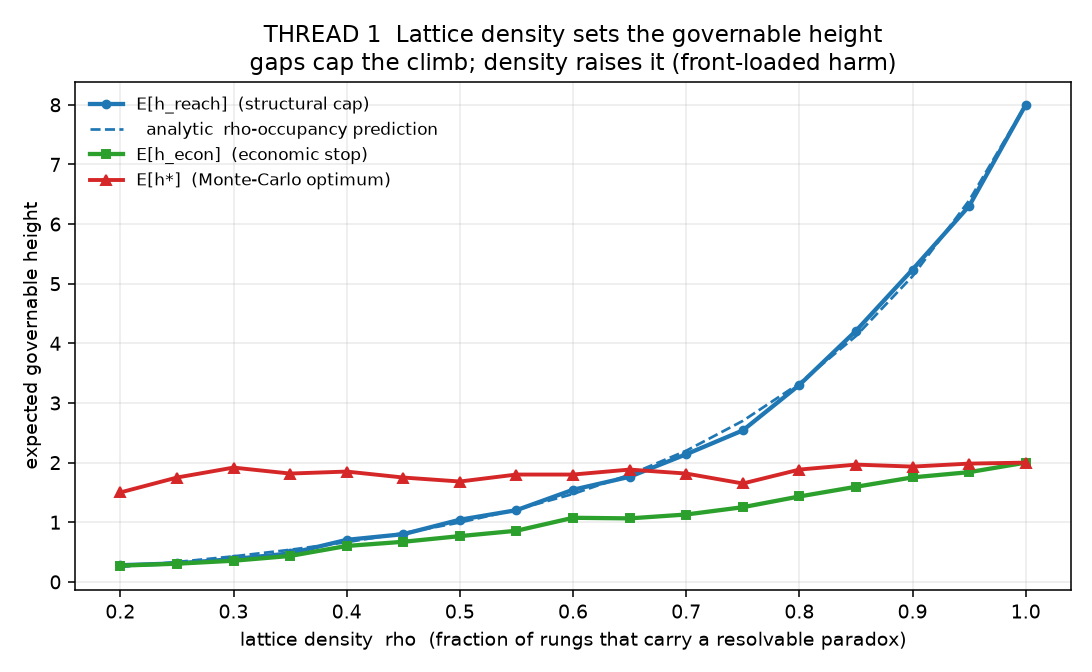 THREAD 1  Lattice density sets the governable height
gaps cap the climb; density raises it (front-loaded harm)
E[h_reach]  (structural cap)
analytic  rho-occupancy prediction
E[h_econ]  (economic stop)
E[h*]  (Monte-Carlo optimum)
expected governable height
8
7
6
5
4
3
2
1
0
0.2 0.3 0.4 0.5 0.6 0.7 0.8 0.9 1.0
lattice density  rho  (fraction of rungs that carry a resolvable paradox)